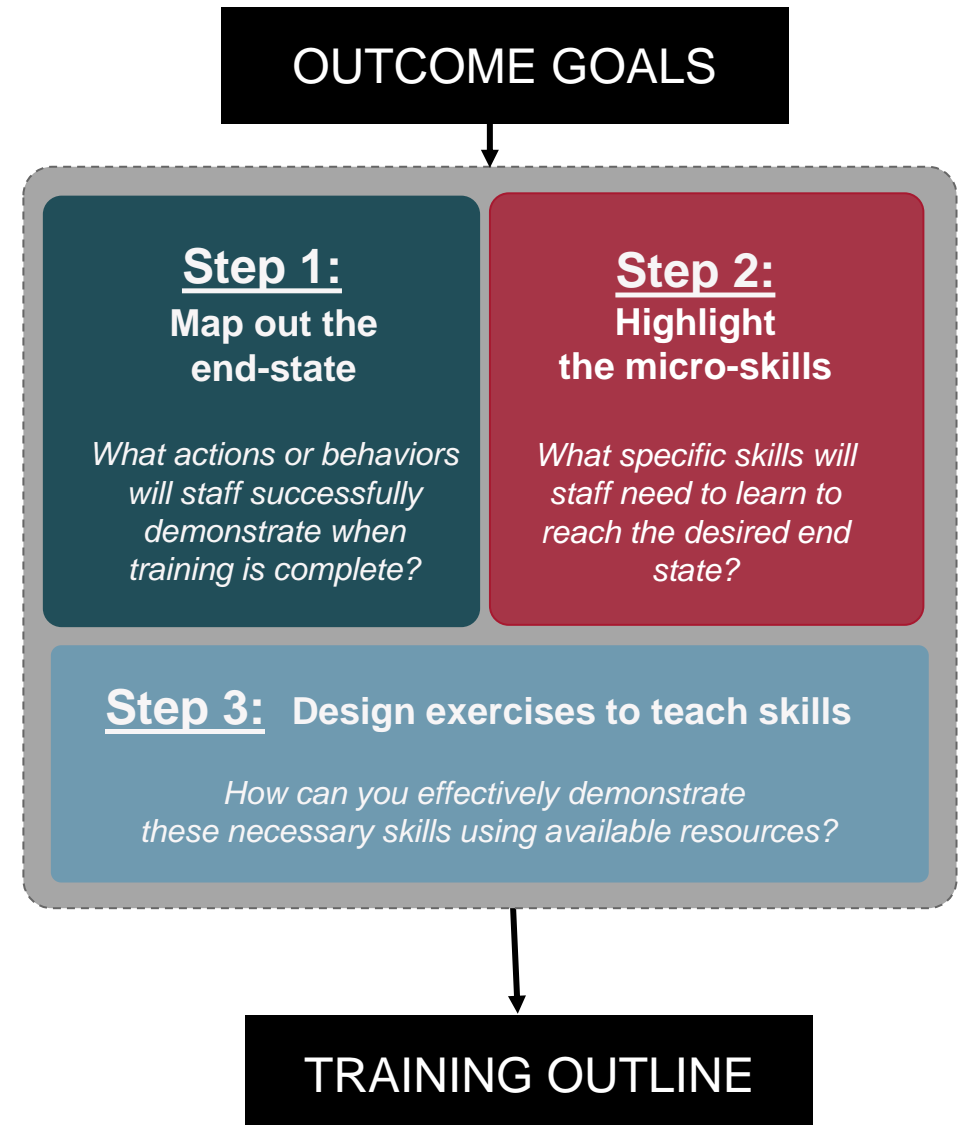 OUTCOME GOALS
Step 1:
Map out the
end-state
What actions or behaviors
will staff successfully
demonstrate when
training is complete?
Step 2:
Highlight
the micro-skills
What specific skills will
staff need to learn to
reach the desired end
state?
Step 3: Design exercises to teach skills
How can you effectively demonstrate
these necessary skills using available resources?
TRAINING OUTLINE